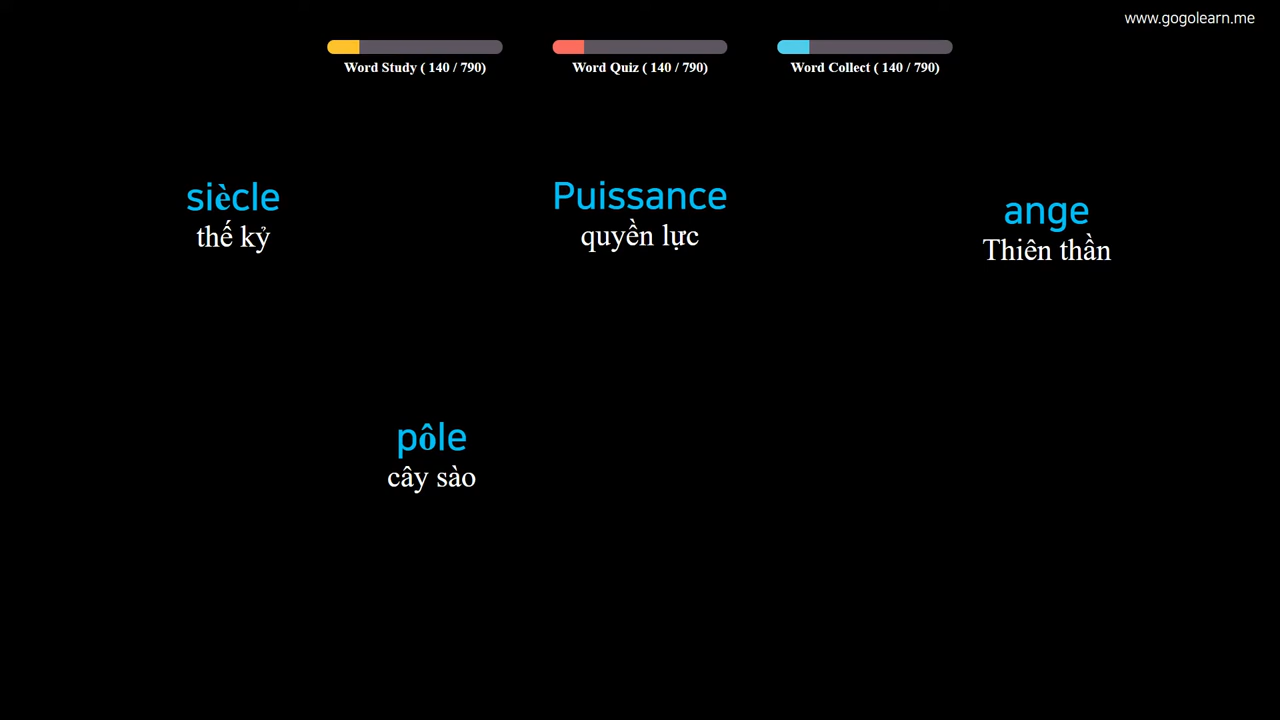 www.gogolearn.me
Word Study ( 140 / 790)
Word Quiz ( 140 / 790)
Word Collect ( 140 / 790)
siècle
thế kỷ
Puissance
quyền lực
ange
Thiên thần
pôle
cây sào